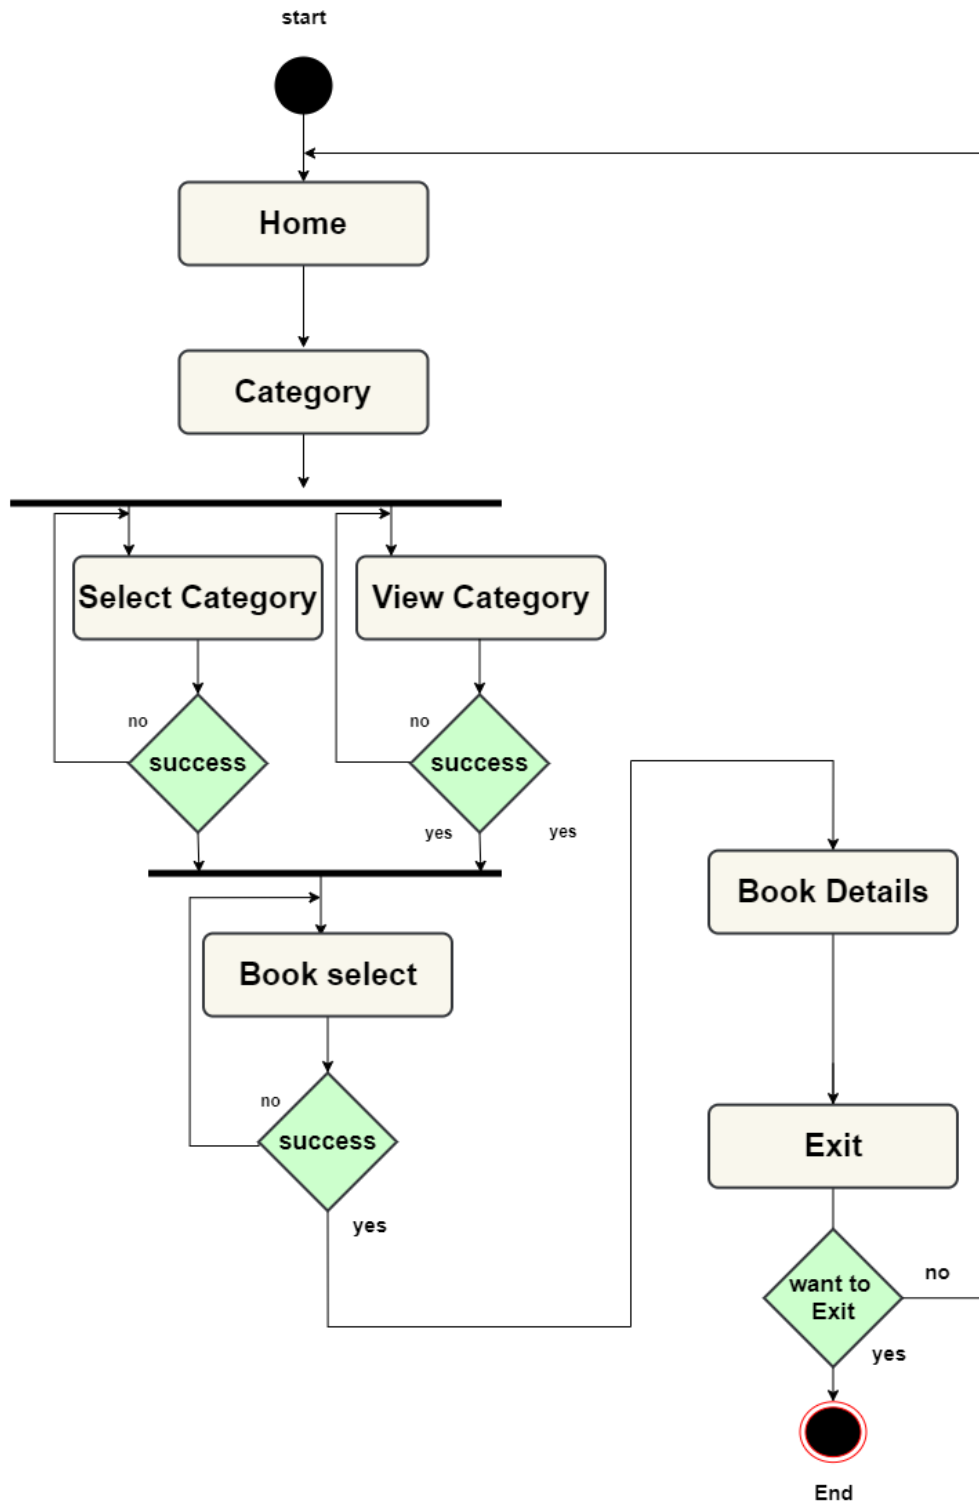 start
Home
Category
Select Category
View Category
no
success
no
success
yes
yes
Book select
no
success
yes
Book Details
Exit
want to
Exit
no
yes
End